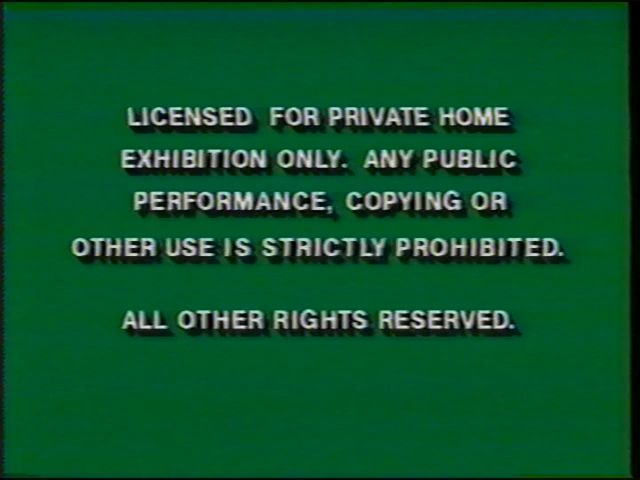 LICENSED FOR PRIVATE HOME
EXHIBITION ONLY. ANY PUBLIC
PERFORMANCE, COPYING OR
OTHER USE IS STRICTLY PROHIBITED.
ALL OTHER RIGHTS RESERVED.